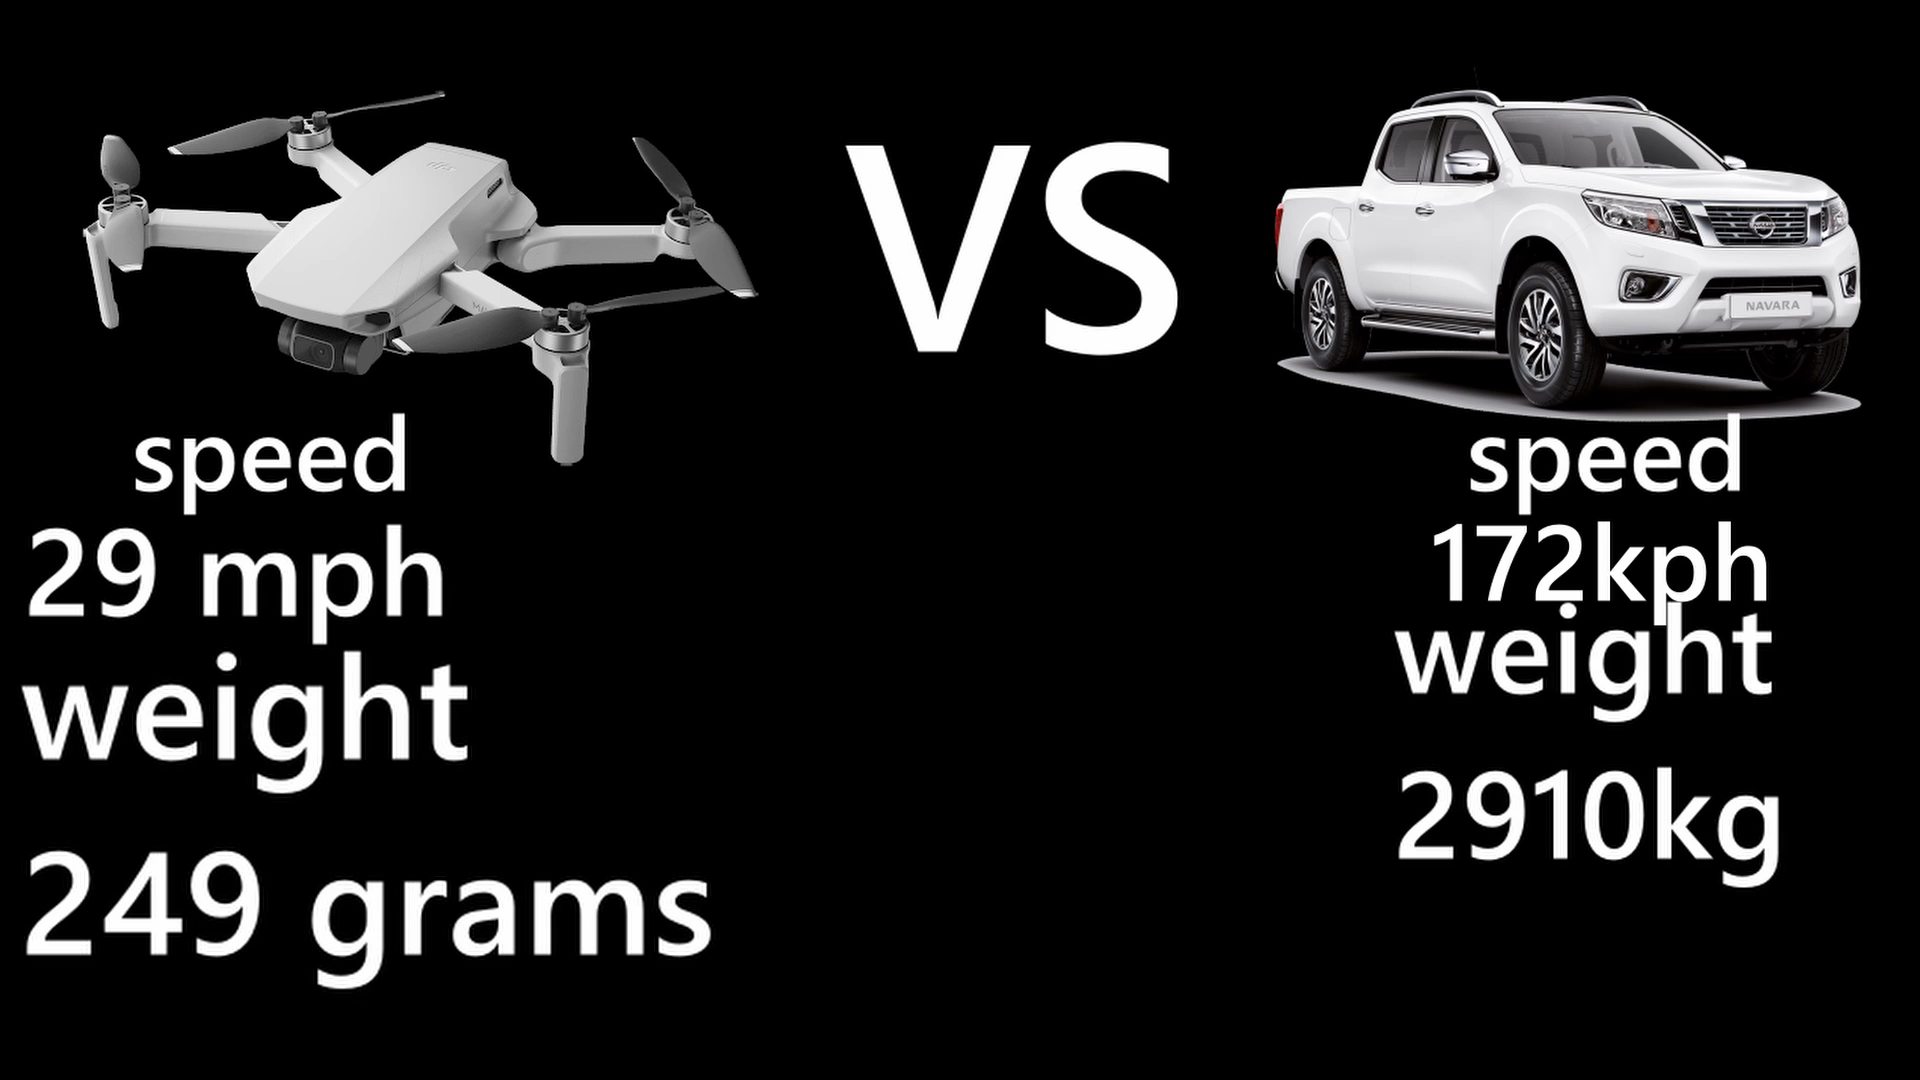 VS
NAVARA
speed
29 mph
weight
249 grams
speed
172kph
weight
2910kg